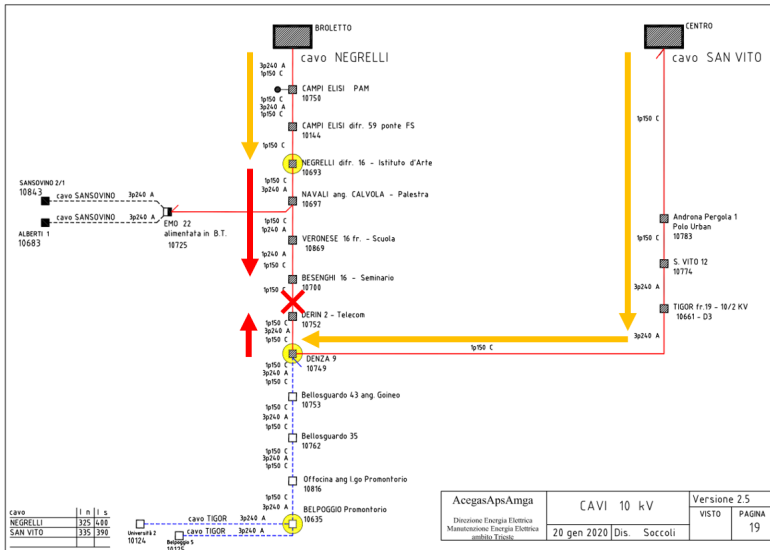 BROLETTO
cavo NEGRELLI
3p240 A
1p150 C
CAMPI ELISI PAM
10750
1p150 C
3p240 A
1p150 C
CAMPI ELISI difr. 59 ponte FS
10144
1p150 C
NEGRELLI difr. 16 - Istituto d'Arte
10693
1p150 C
3p240 A
NAVALI ang. CALVOLA - Palestra
10697
SANSOVINO 2/1
10843
cavo SANSOVINO 3p240 A
cavo SANSOVINO 3p240 A
ALBERTI 1
10683
EMO 22
alimentata in B.T.
10725
1p150 C
1p240 A
VERONESE 16 fr. - Scuola
10869
1p240 A
1p150 C
BESENGHI 16 - Seminario
10700
1p150 C
DERIN 2 - Telecom
10752
1p150 C
3p240 A
1p150 C
DENZA 9
10749
1p150 C
3p240 A
1p150 C
Bellosguardo 43 ang. Goineo
10753
1p150 C
3p240 A
1p150 C
Bellosguardo 35
10762
1p150 C
3p240 A
1p150 C
Offocina ang l.go Promontorio
10816
1p150 C
3p240 A
BELPOGGIO Promontorio
10635
cavo TIGOR 3p240 A
Università 2
10124
cavo TIGOR 3p240 A
Belpoggio 5
CENTRO
cavo SAN VITO
1p150 C
1p150 C
Androna Pergola 1
Polo Urban
10783
S. VITO 12
10774
3p240 A
TIGOR fr.19 - 10/2 KV
10661 - D3
3p240 A
1p150 C
cavo I n I s
NEGRELLI 325 400
SAN VITO 335 390
AcegasApsAmga
Direzione Energia Elettrica
Manutenzione Energia Elettrica
ambito Trieste
CAVI 10 kV
20 gen 2020 Dis. Soccoli
Versione 2.5
VISTO PAGINA
19